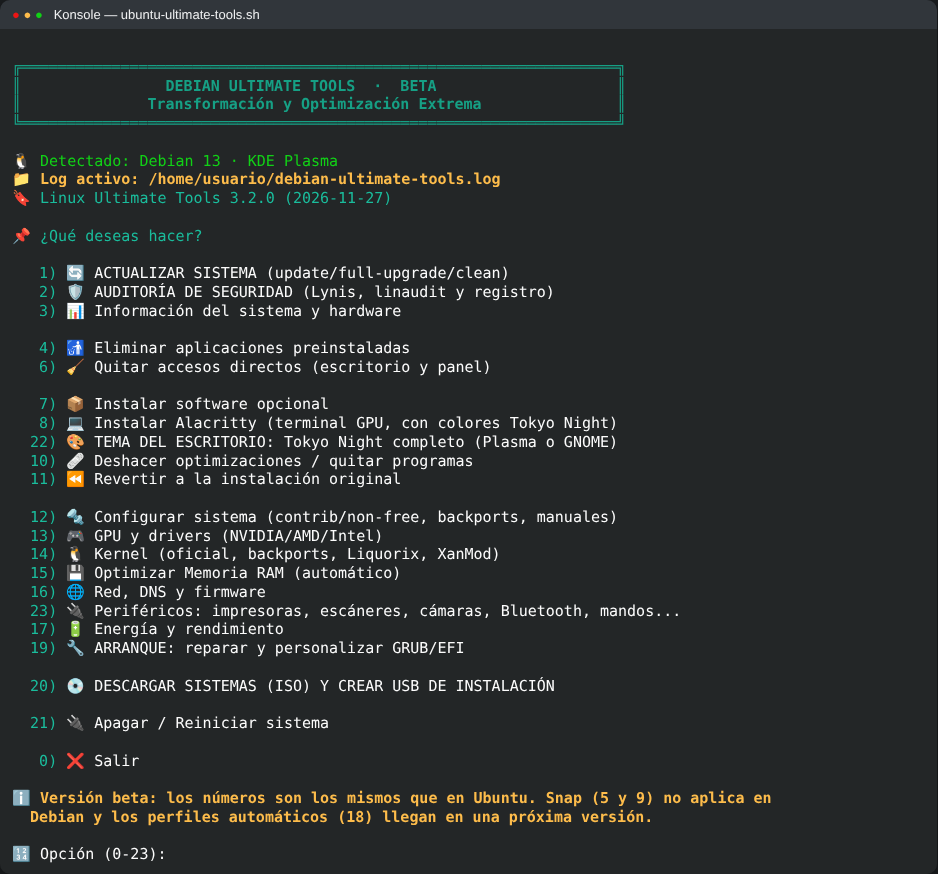 Konsole — ubuntu-ultimate-tools.sh
DEBIAN ULTIMATE TOOLS · BETA
Transformación y Optimización Extrema
🐧 Detectado: Debian 13 · KDE Plasma
📁 Log activo: /home/usuario/debian-ultimate-tools.log
🔖 Linux Ultimate Tools 3.2.0 (2026-11-27)
📌 ¿Qué deseas hacer?
1) 🔄 ACTUALIZAR SISTEMA (update/full-upgrade/clean)
2) 🛡️ AUDITORÍA DE SEGURIDAD (Lynis, linaudit y registro)
3) 📊 Información del sistema y hardware
4) 🚮 Eliminar aplicaciones preinstaladas
6) 🧹 Quitar accesos directos (escritorio y panel)
7) 📦 Instalar software opcional
8) 💻 Instalar Alacritty (terminal GPU, con colores Tokyo Night)
22) 🎨 TEMA DEL ESCRITORIO: Tokyo Night completo (Plasma o GNOME)
10) 🩹 Deshacer optimizaciones / quitar programas
11) ⏪ Revertir a la instalación original
12) 🔩 Configurar sistema (contrib/non-free, backports, manuales)
13) 🎮 GPU y drivers (NVIDIA/AMD/Intel)
14) 🐧 Kernel (oficial, backports, Liquorix, XanMod)
15) 💾 Optimizar Memoria RAM (automático)
16) 🌐 Red, DNS y firmware
23) 🔌 Periféricos: impresoras, escáneres, cámaras, Bluetooth, mandos...
17) 🔋 Energía y rendimiento
19) 🔧 ARRANQUE: reparar y personalizar GRUB/EFI
20) 💿 DESCARGAR SISTEMAS (ISO) Y CREAR USB DE INSTALACIÓN
21) 🔌 Apagar / Reiniciar sistema
0) ❌ Salir
ℹ️ Versión beta: los números son los mismos que en Ubuntu. Snap (5 y 9) no aplica en
Debian y los perfiles automáticos (18) llegan en una próxima versión.
🔢 Opción (0-23):